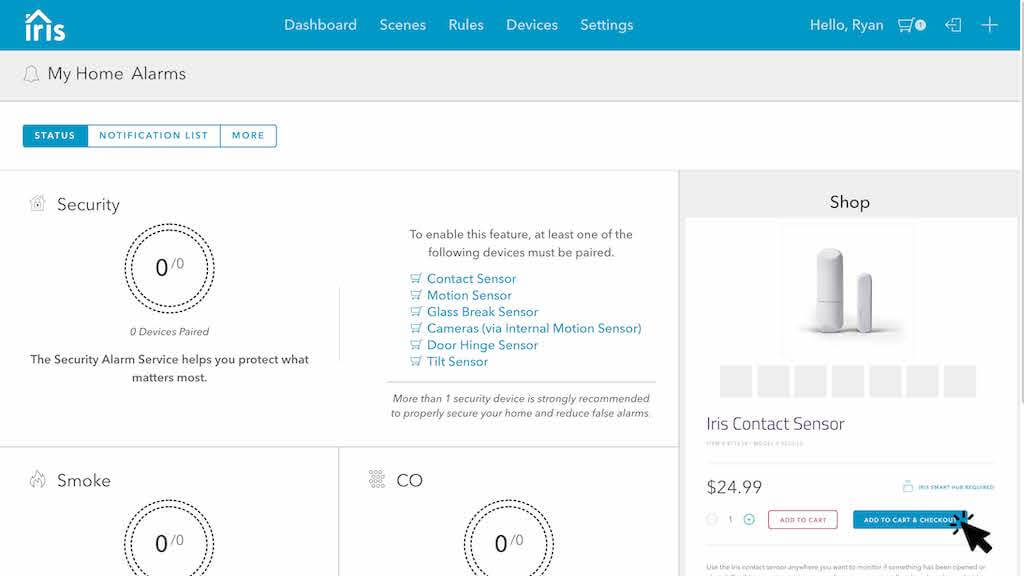 iris
Dashboard Scenes Rules Devices Settings
Hello, Ryan
1
My Home Alarms
STATUS NOTIFICATION LIST MORE
Security
0/0
0 Devices Paired
The Security Alarm Service helps you protect what
matters most.
To enable this feature, at least one of the
following devices must be paired.
Contact Sensor
Motion Sensor
Glass Break Sensor
Cameras (via Internal Motion Sensor)
Door Hinge Sensor
Tilt Sensor
More than 1 security device is strongly recommended
to properly secure your home and reduce false alarms.
Smoke
0/0
CO
0/0
Shop
Iris Contact Sensor
$24.99
IRIS SMART HUB REQUIRED
1
ADD TO CART
ADD TO CART & CHECKOUT
Use the Iris contact sensor anywhere you want to monitor if something has been opened or